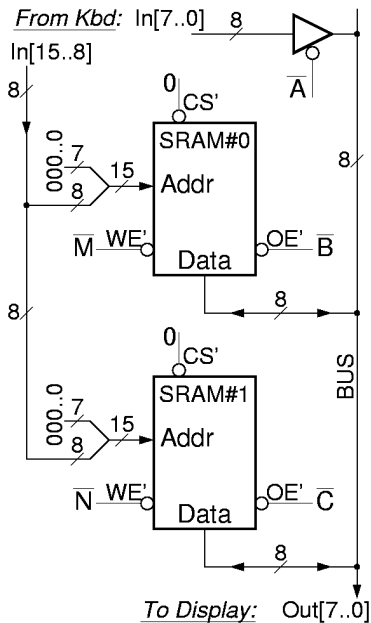 From Kbd: In[7..0]
In[15..8]
8
A
8
0
CS'
SRAM#0
000..0
7
8
15
Addr
8
M
WE'
OE'
B
Data
8
8
0
CS'
SRAM#1
BUS
000..0
7
8
15
Addr
N
WE'
OE'
C
Data
8
To Display: Out[7..0]